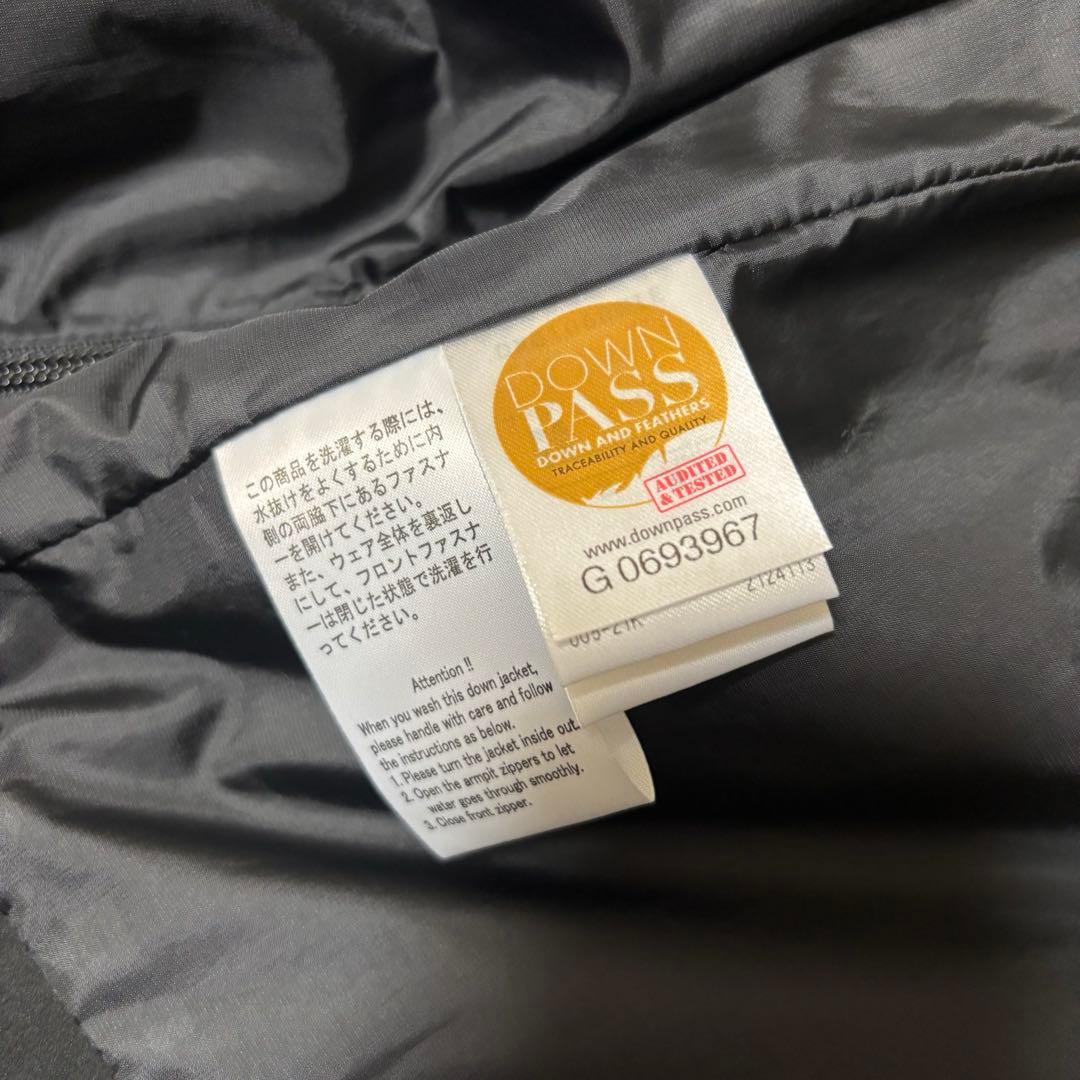 この商品を洗濯する際には、
水抜けをよくするために内
側の両脇下にあるファスナ
ーを開けてください。
また、ウェア全体を裏返し
にして、フロントファスナ
ーは閉じた状態で洗濯を行
ってください。
Attention !!
When you wash this down jacket,
please handle with care and follow
the instructions as below.
1. Please turn the jacket inside out.
2. Open the armpit zippers to let
water goes through smoothly.
3. Close front zipper.
DOWN
PASS
DOWN AND FEATHERS
TRACEABILITY AND QUALITY
AUDITED
& TESTED
www.downpass.com
G 0693967
2124113